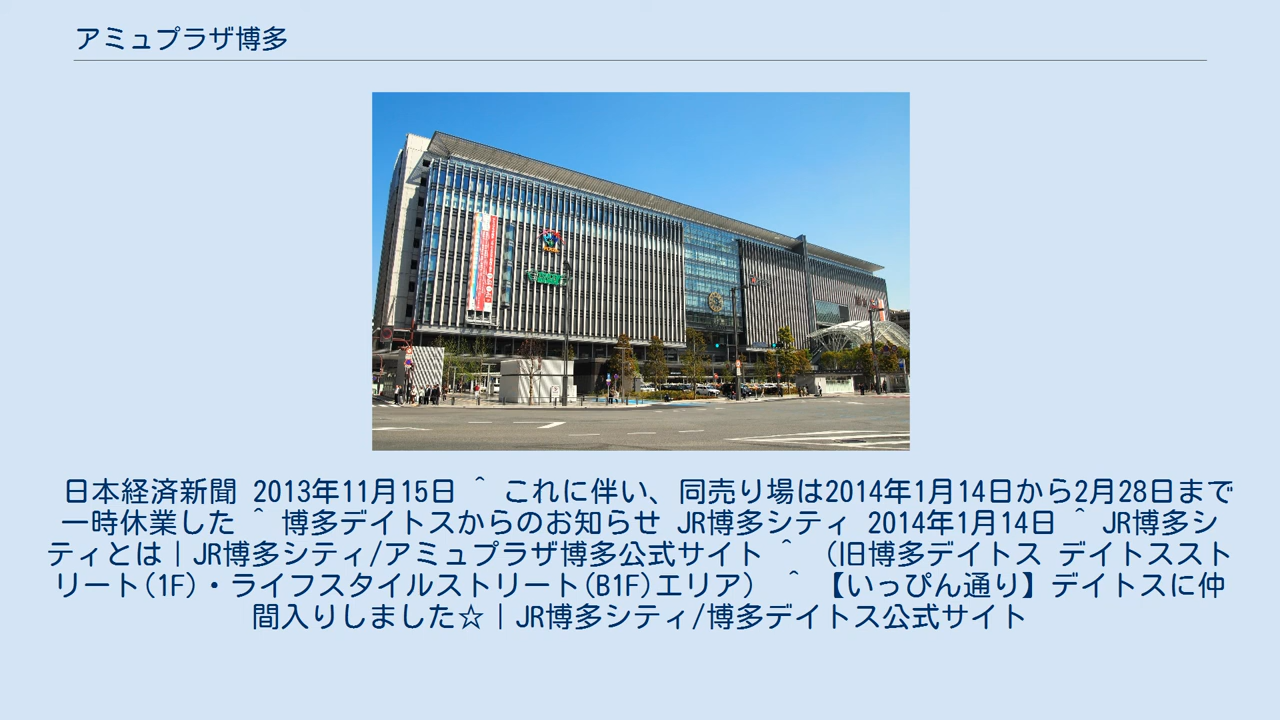 アミュプラザ博多
日本経済新聞 2013年11月15日 ^ これに伴い、同売り場は2014年1月14日から2月28日まで
一時休業した ^ 博多デイトスからのお知らせ JR博多シティ 2014年1月14日 ^ JR博多シ
ティとは|JR博多シティ/アミュプラザ博多公式サイト ^ （旧博多デイトス デイトススト
リート(1F)・ライフスタイルストリート(B1F)エリア） ^ 【いっぴん通り】デイトスに仲
間入りしました☆|JR博多シティ/博多デイトス公式サイト